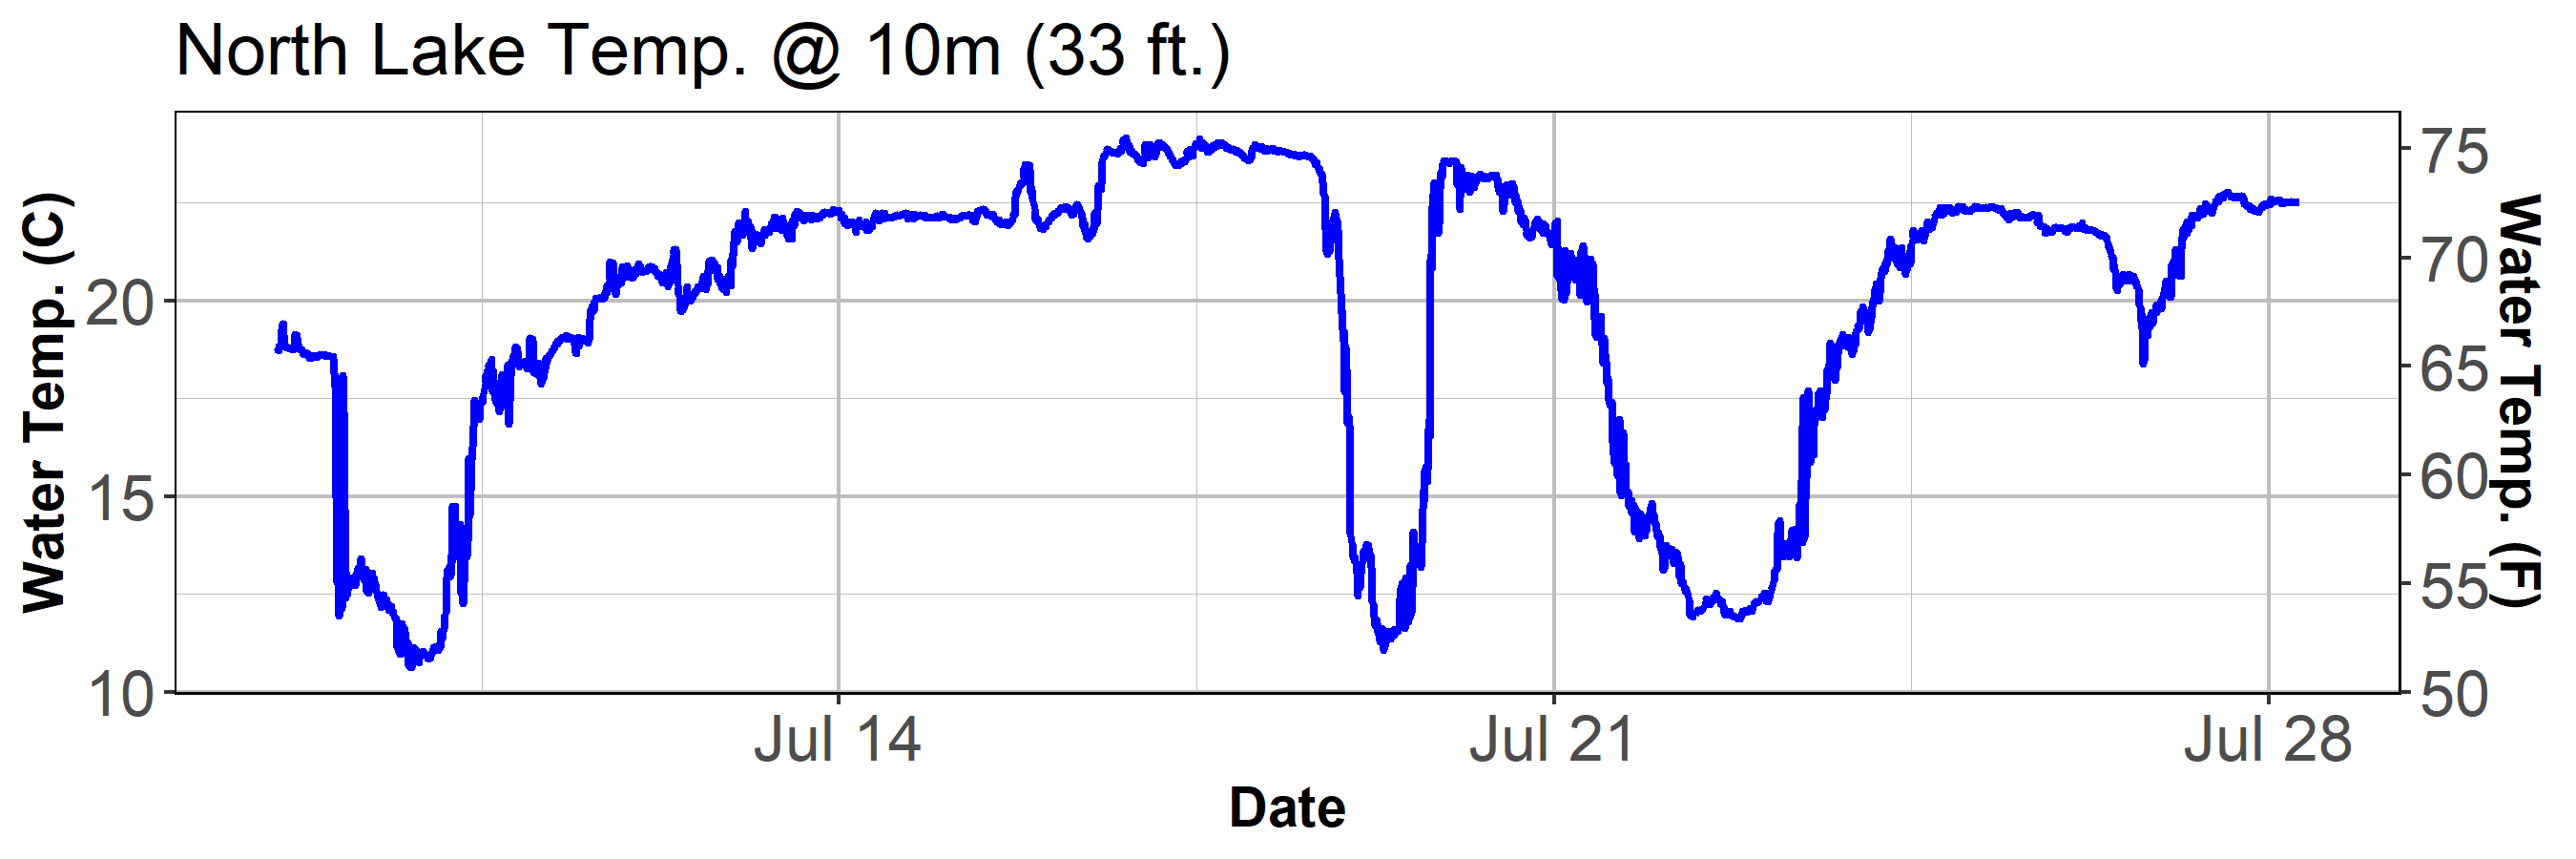 North Lake Temp. @ 10m (33 ft.)
Water Temp. (C)
20
15
10
75
70
65
60
55
50
Water Temp. (F)
Jul 14
Jul 21
Jul 28
Date